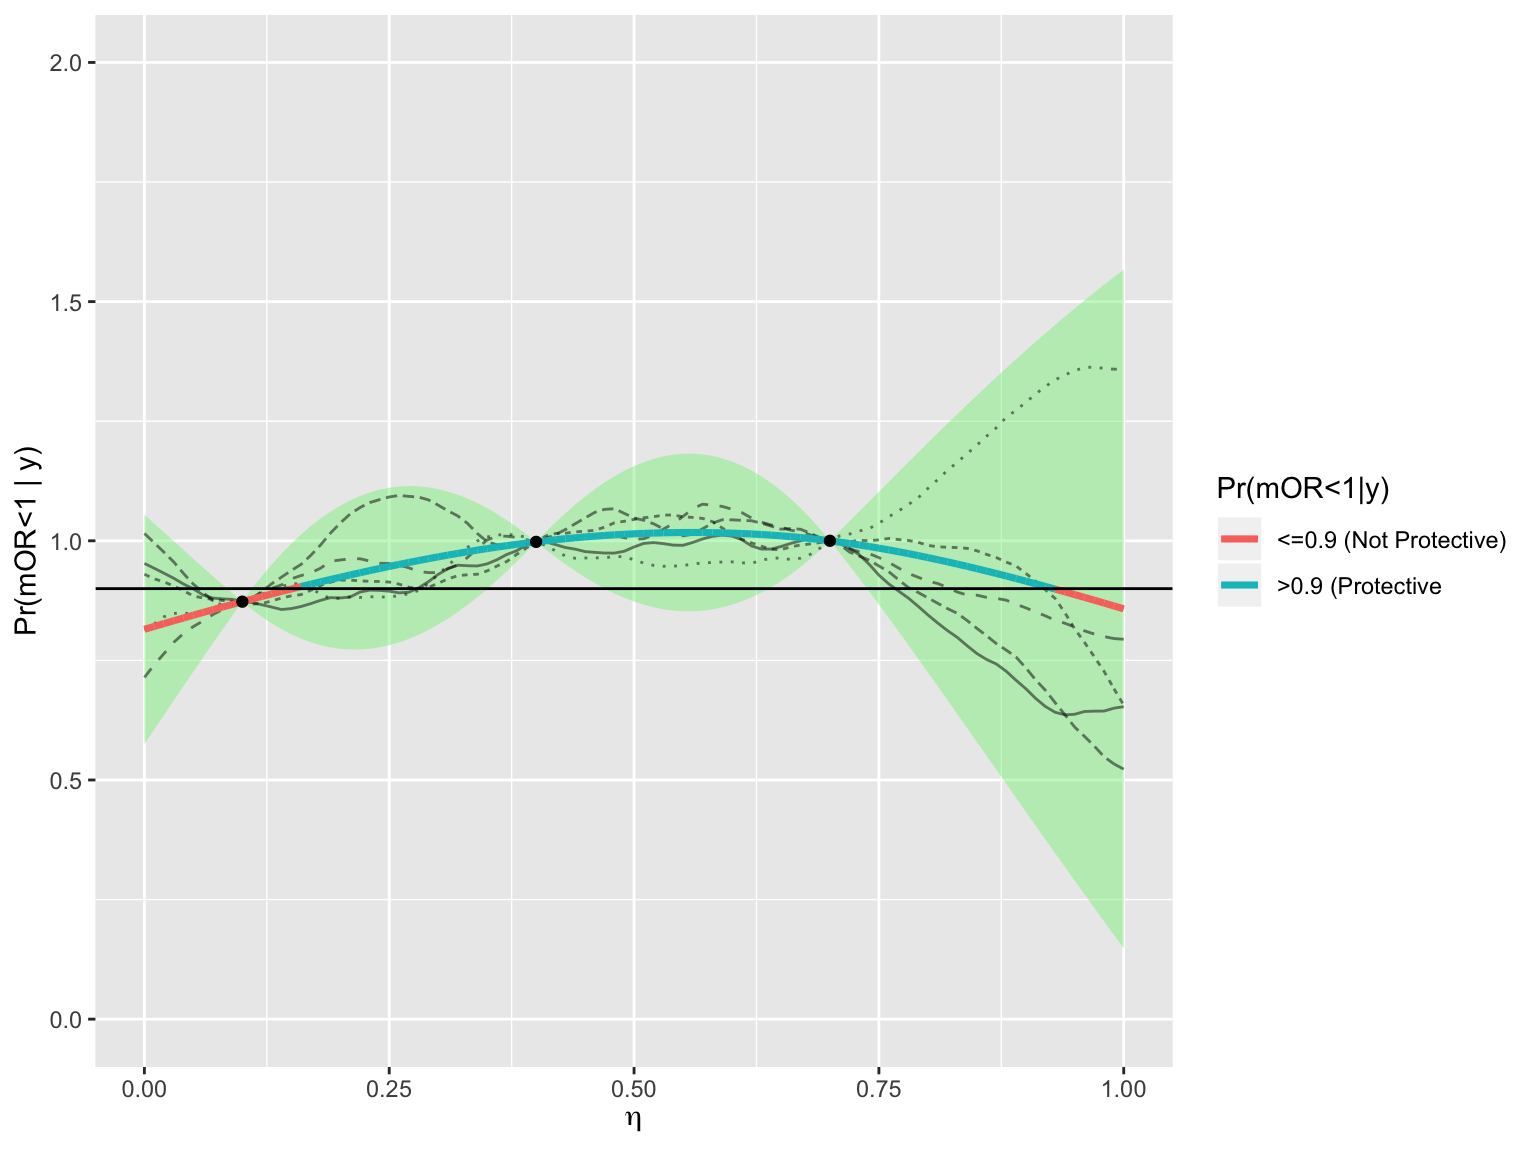 2.0
1.5
1.0
0.5
0.0
Pr(mOR<1 | y)
0.00 0.25 0.50 0.75 1.00
η
Pr(mOR<1|y)
<=0.9 (Not Protective)
>0.9 (Protective